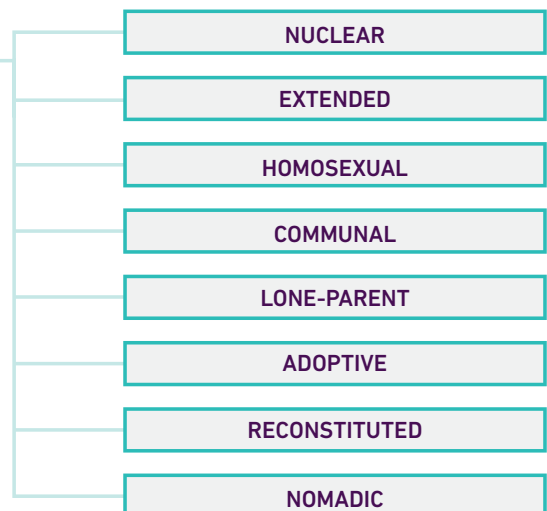 NUCLEAR
EXTENDED
HOMOSEXUAL
COMMUNAL
LONE-PARENT
ADOPTIVE
RECONSTITUTED
NOMADIC